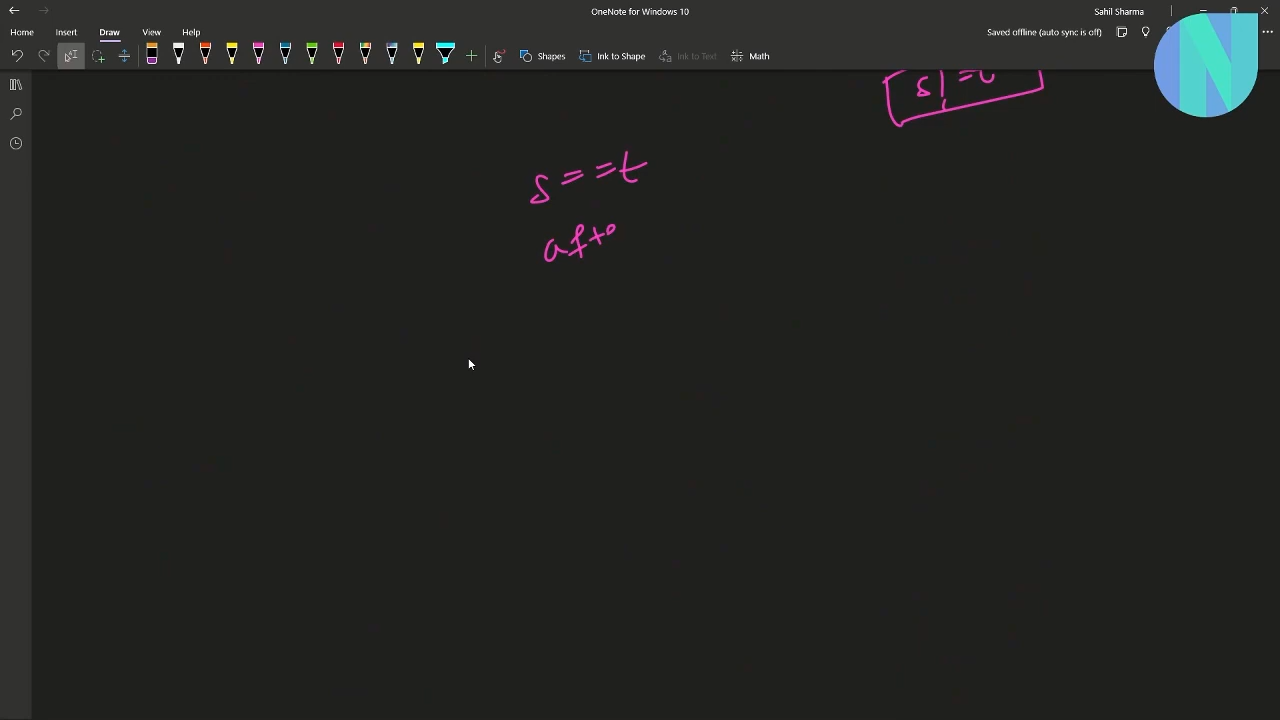 OneNote for Windows 10
Sahil Sharma
Home Insert Draw View Help
Saved offline (auto sync is off)
Shapes Ink to Shape Ink to Text Math
s==t